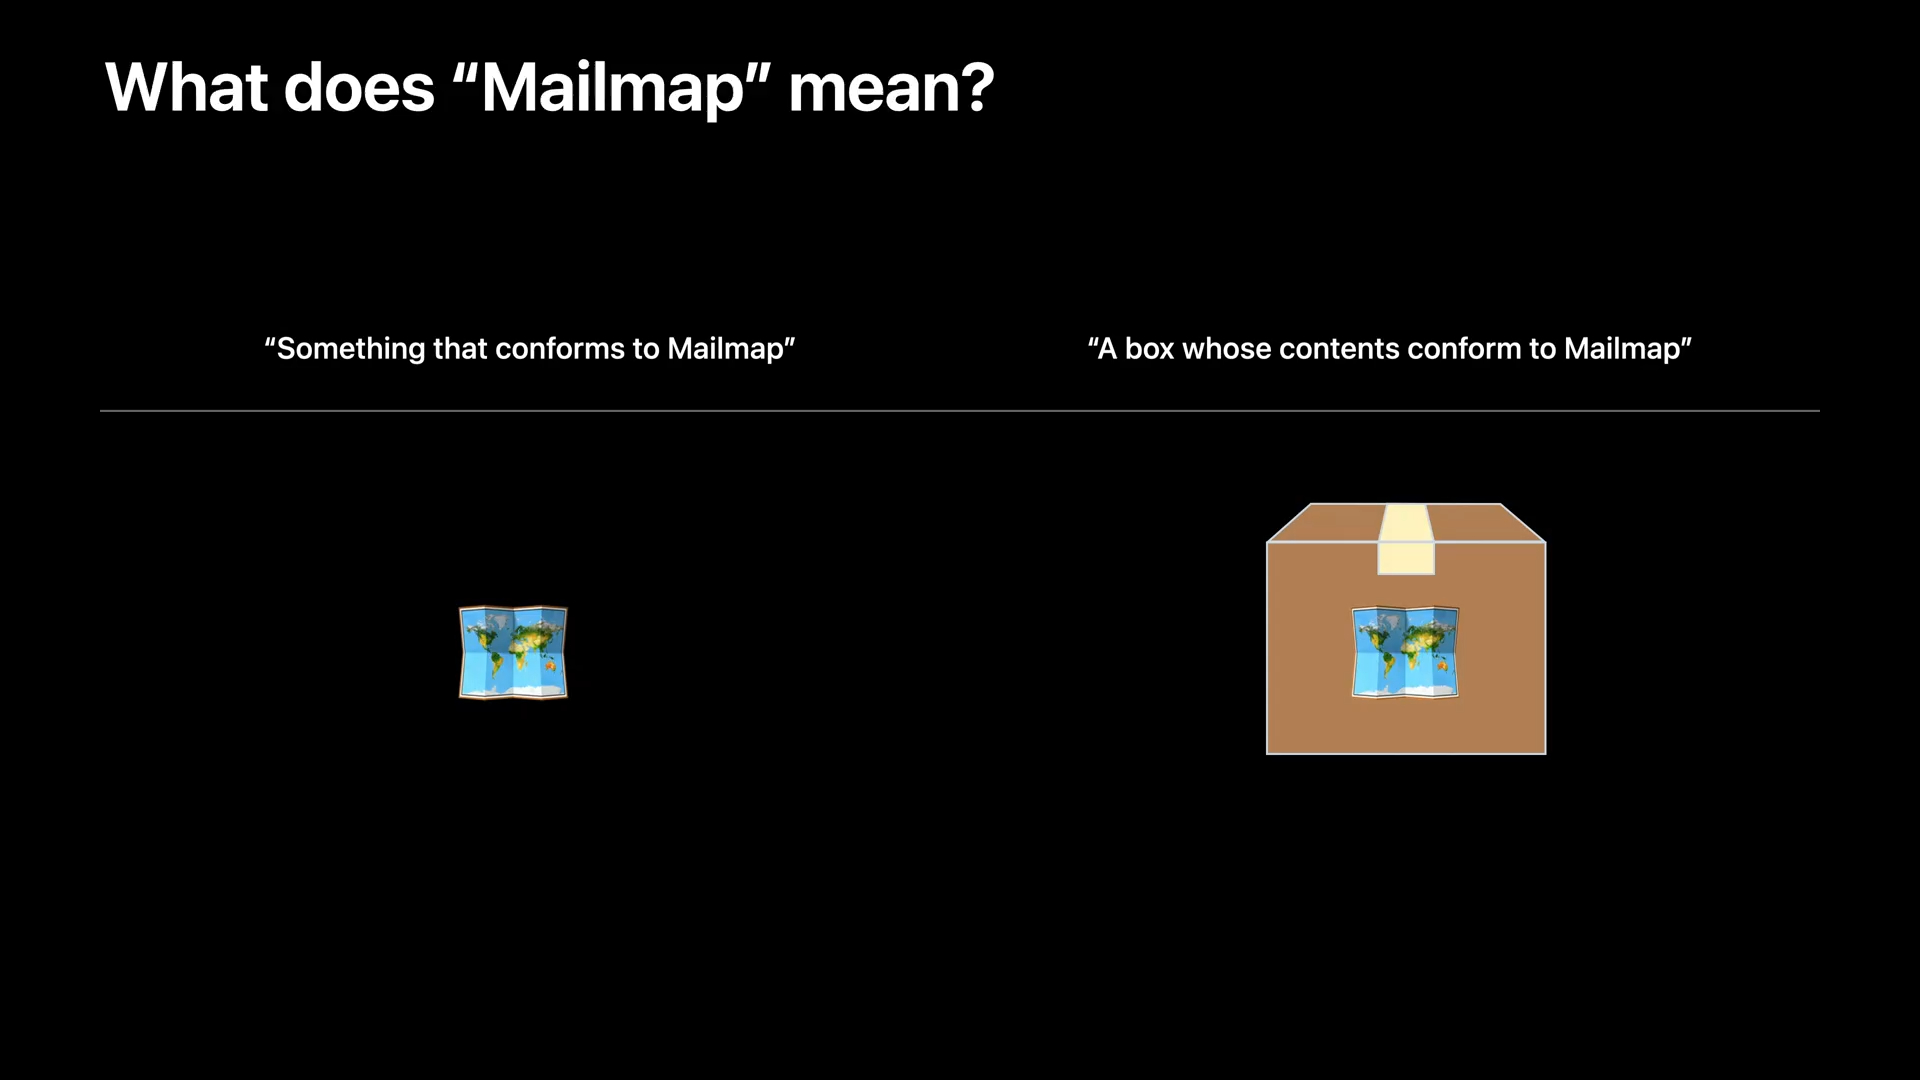 What does “Mailmap” mean?
“Something that conforms to Mailmap”
“A box whose contents conform to Mailmap”